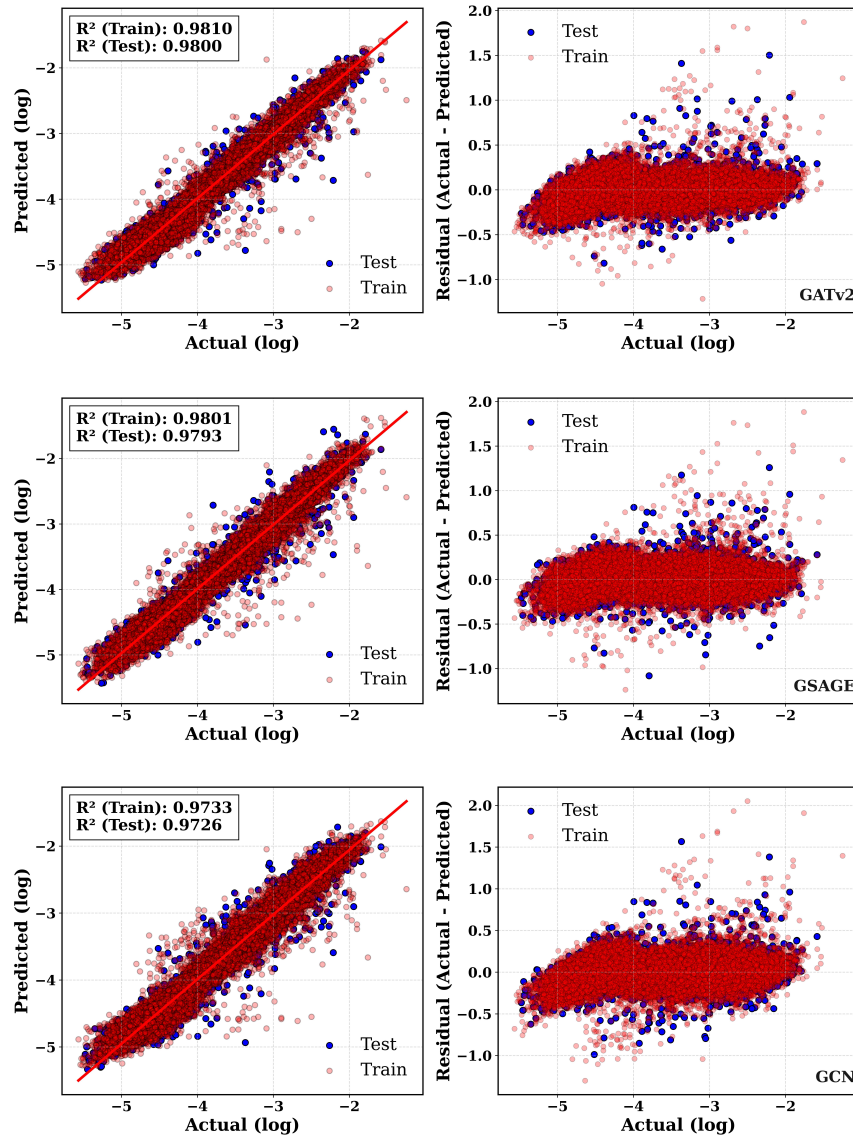 R² (Train): 0.9810
R² (Test): 0.9800
Predicted (log)
−2
−3
−4
−5
Test
Train
−5
−4
−3
−2
Actual (log)
Residual (Actual - Predicted)
2.0
1.5
1.0
0.5
0.0
−0.5
−1.0
Test
Train
GATv2
−5
−4
−3
−2
Actual (log)
R² (Train): 0.9801
R² (Test): 0.9793
Predicted (log)
−2
−3
−4
−5
Test
Train
−5
−4
−3
−2
Actual (log)
Residual (Actual - Predicted)
2.0
1.5
1.0
0.5
0.0
−0.5
−1.0
Test
Train
GSAGE
−5
−4
−3
−2
Actual (log)
R² (Train): 0.9733
R² (Test): 0.9726
Predicted (log)
−2
−3
−4
−5
Test
Train
−5
−4
−3
−2
Actual (log)
Residual (Actual - Predicted)
2.0
1.5
1.0
0.5
0.0
−0.5
−1.0
Test
Train
GCN
−5
−4
−3
−2
Actual (log)